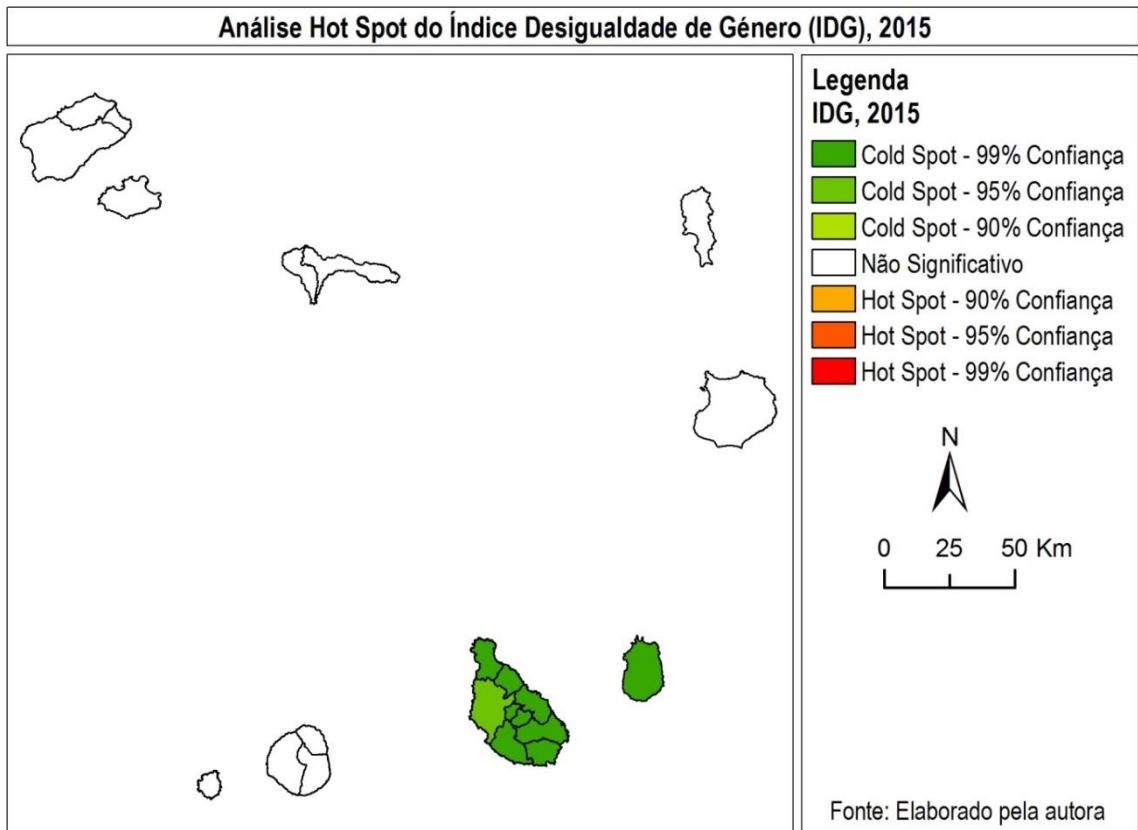 Análise Hot Spot do Índice Desigualdade de Género (IDG), 2015
Legenda
IDG, 2015
Cold Spot - 99% Confiança
Cold Spot - 95% Confiança
Cold Spot - 90% Confiança
Não Significativo
Hot Spot - 90% Confiança
Hot Spot - 95% Confiança
Hot Spot - 99% Confiança
N
0 25 50 Km
Fonte: Elaborado pela autora